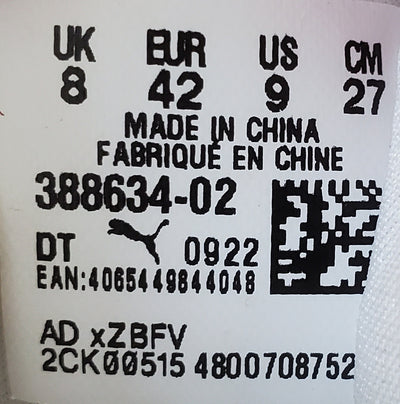 UK EUR US CM
8 42 9 27
MADE IN CHINA
FABRIQUÉ EN CHINE
388634-02
DT 0922
EAN:4065449844048
AD xZBFV
2CK00515 4800708752